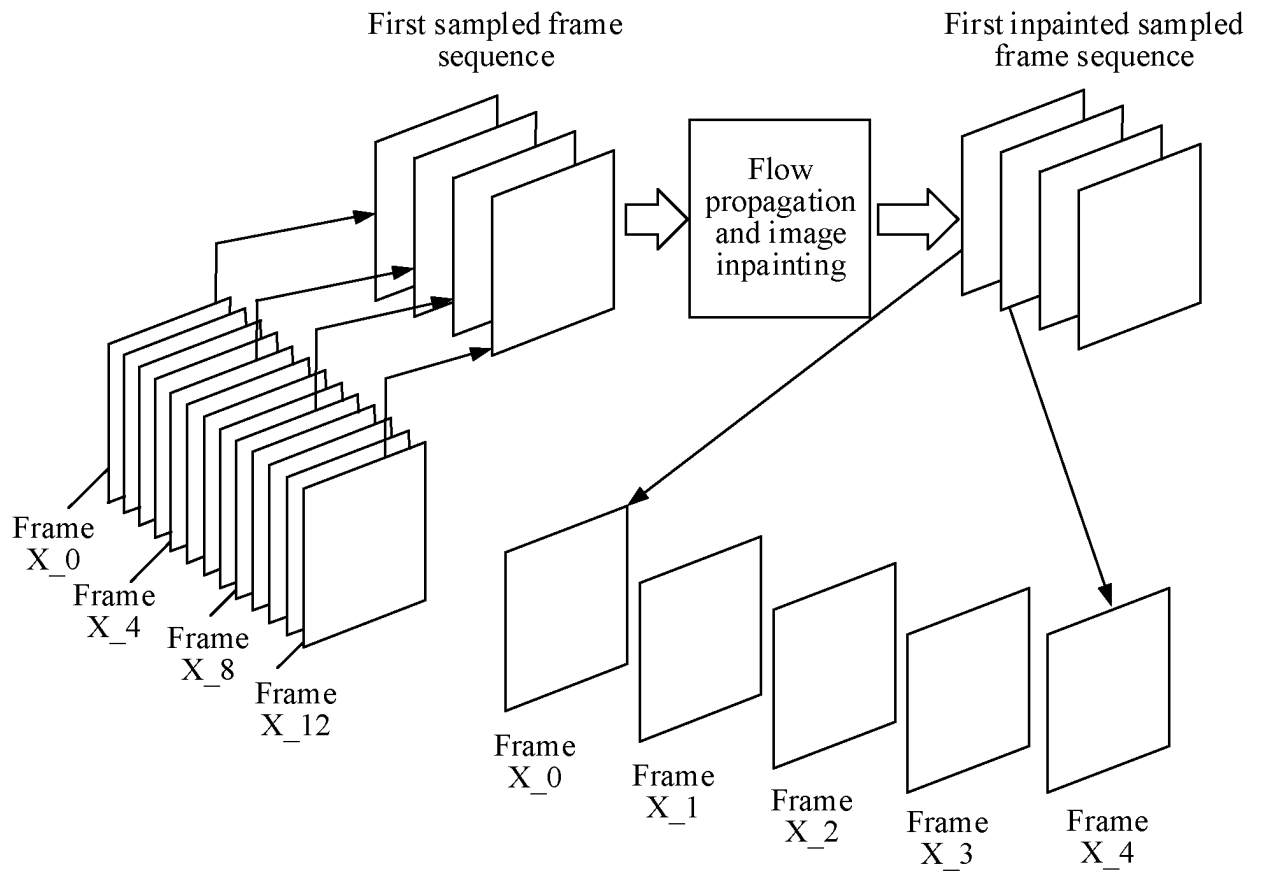 First sampled frame
sequence
First inpainted sampled
frame sequence
Flow
propagation
and image
inpainting
Frame
X_0
Frame
X_4
Frame
X_8
Frame
X_12
Frame
X_0
Frame
X_1
Frame
X_2
Frame
X_3
Frame
X_4